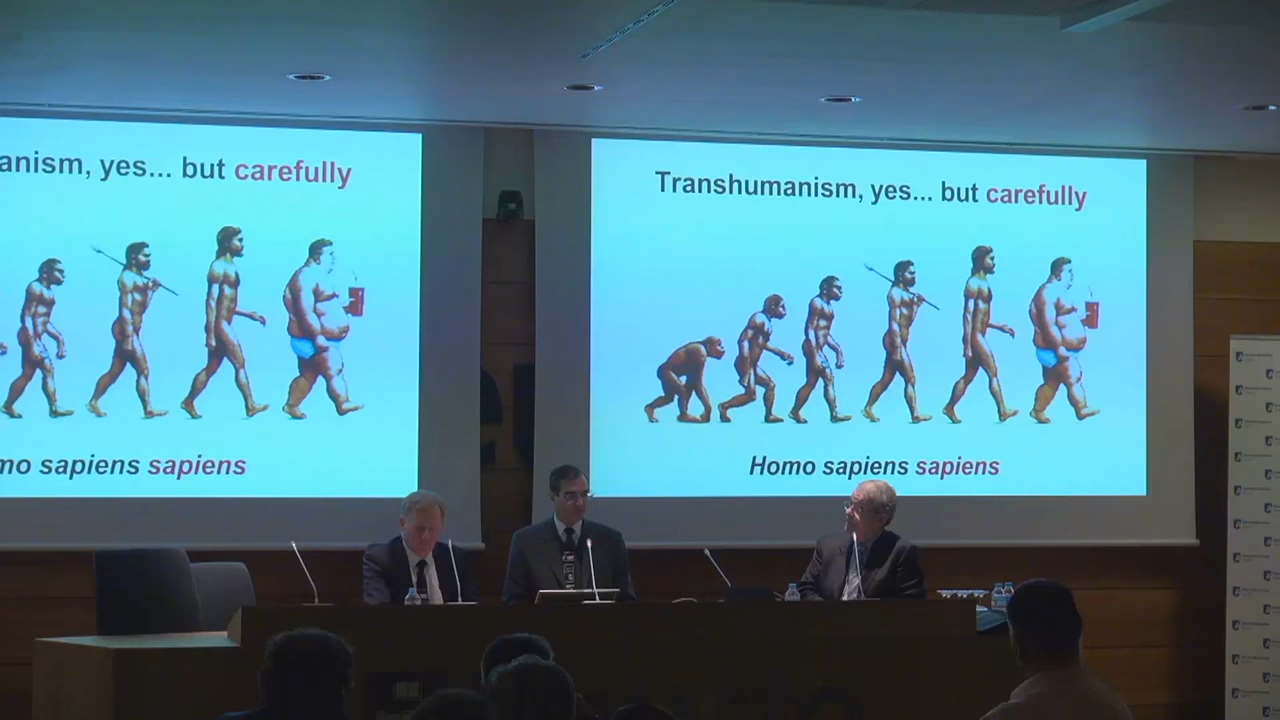 anism, yes... but carefully
mo sapiens sapiens
Transhumanism, yes... but carefully
Homo sapiens sapiens